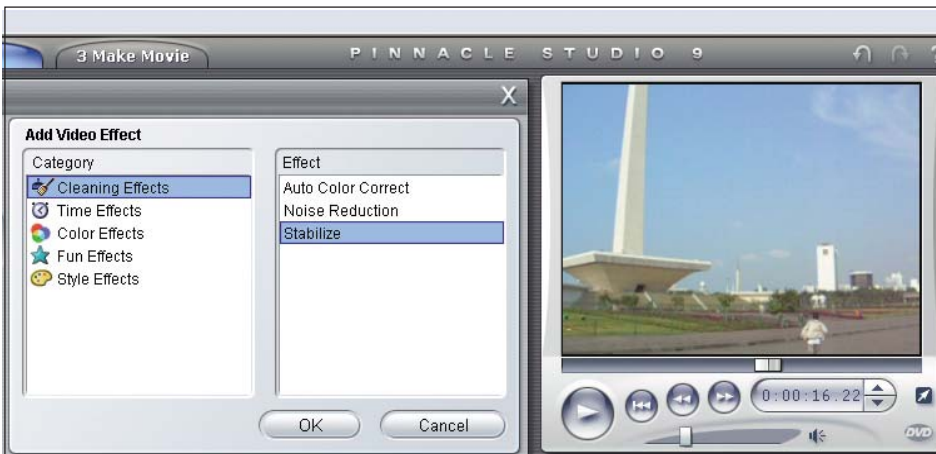 3 Make Movie
PINNACLE STUDIO 9
X
Add Video Effect
Category
Cleaning Effects
Time Effects
Color Effects
Fun Effects
Style Effects
Effect
Auto Color Correct
Noise Reduction
Stabilize
OK
Cancel
0:00:16.22
DVD